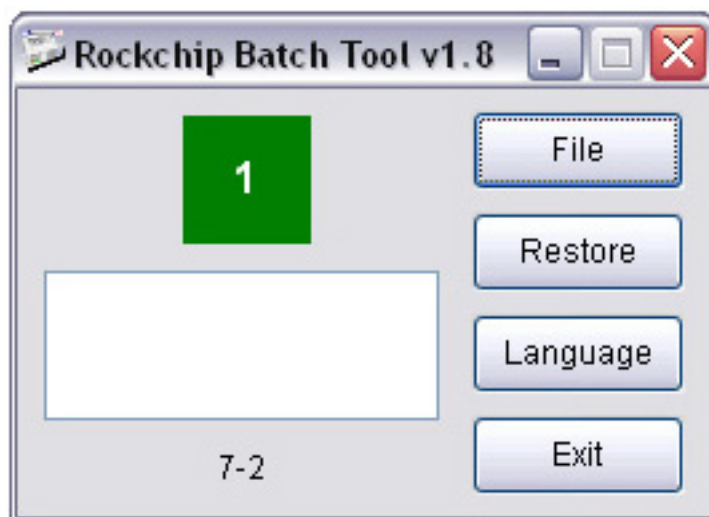 Rockchip Batch Tool v1.8
1
File
Restore
Language
7-2
Exit